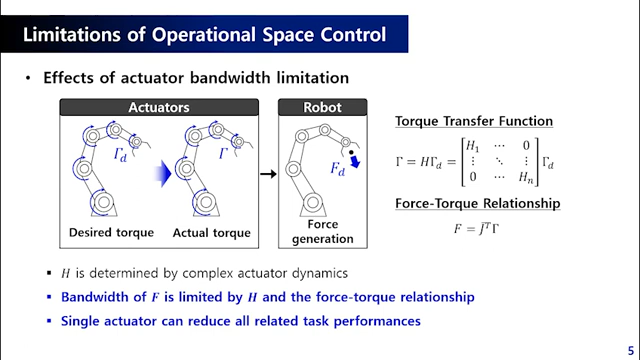 Limitations of Operational Space Control
• Effects of actuator bandwidth limitation
Actuators
Robot
Γd
Γ
Fd
Desired torque
Actual torque
Force
generation
Torque Transfer Function
Γ = HΓd = [H1 ⋯ 0
⋮ ⋱ ⋮
0 ⋯ Hn] Γd
Force-Torque Relationship
F = J̄ᵀΓ
▪ H is determined by complex actuator dynamics
▪ Bandwidth of F is limited by H and the force-torque relationship
▪ Single actuator can reduce all related task performances
5